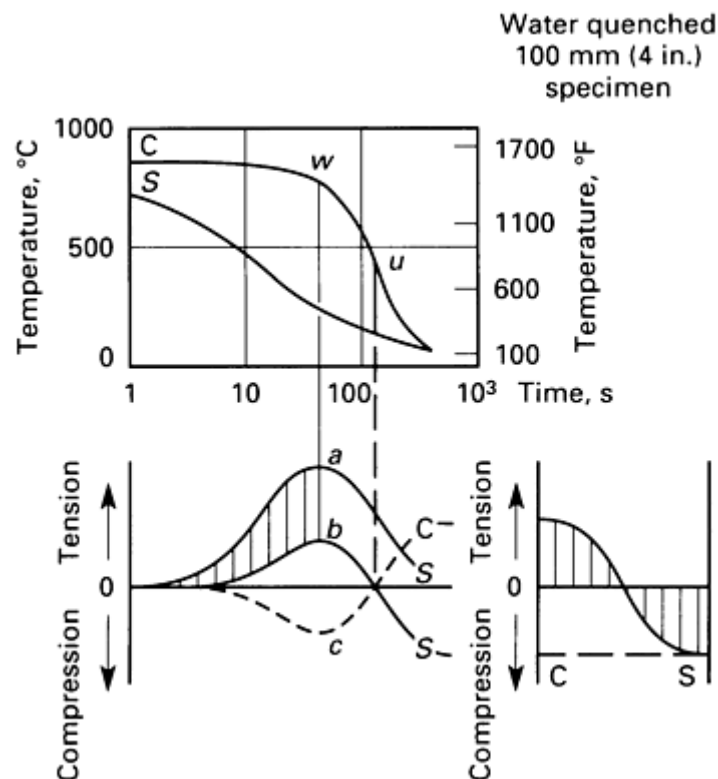 Water quenched
100 mm (4 in.)
specimen
Temperature, °C
1000
500
0
C
S
w
u
1700
1100
600
100
Temperature, °F
1
10
100
10³
Time, s
Tension
0
Compression
a
b
c
C
S
S
Tension
0
Compression
C
S